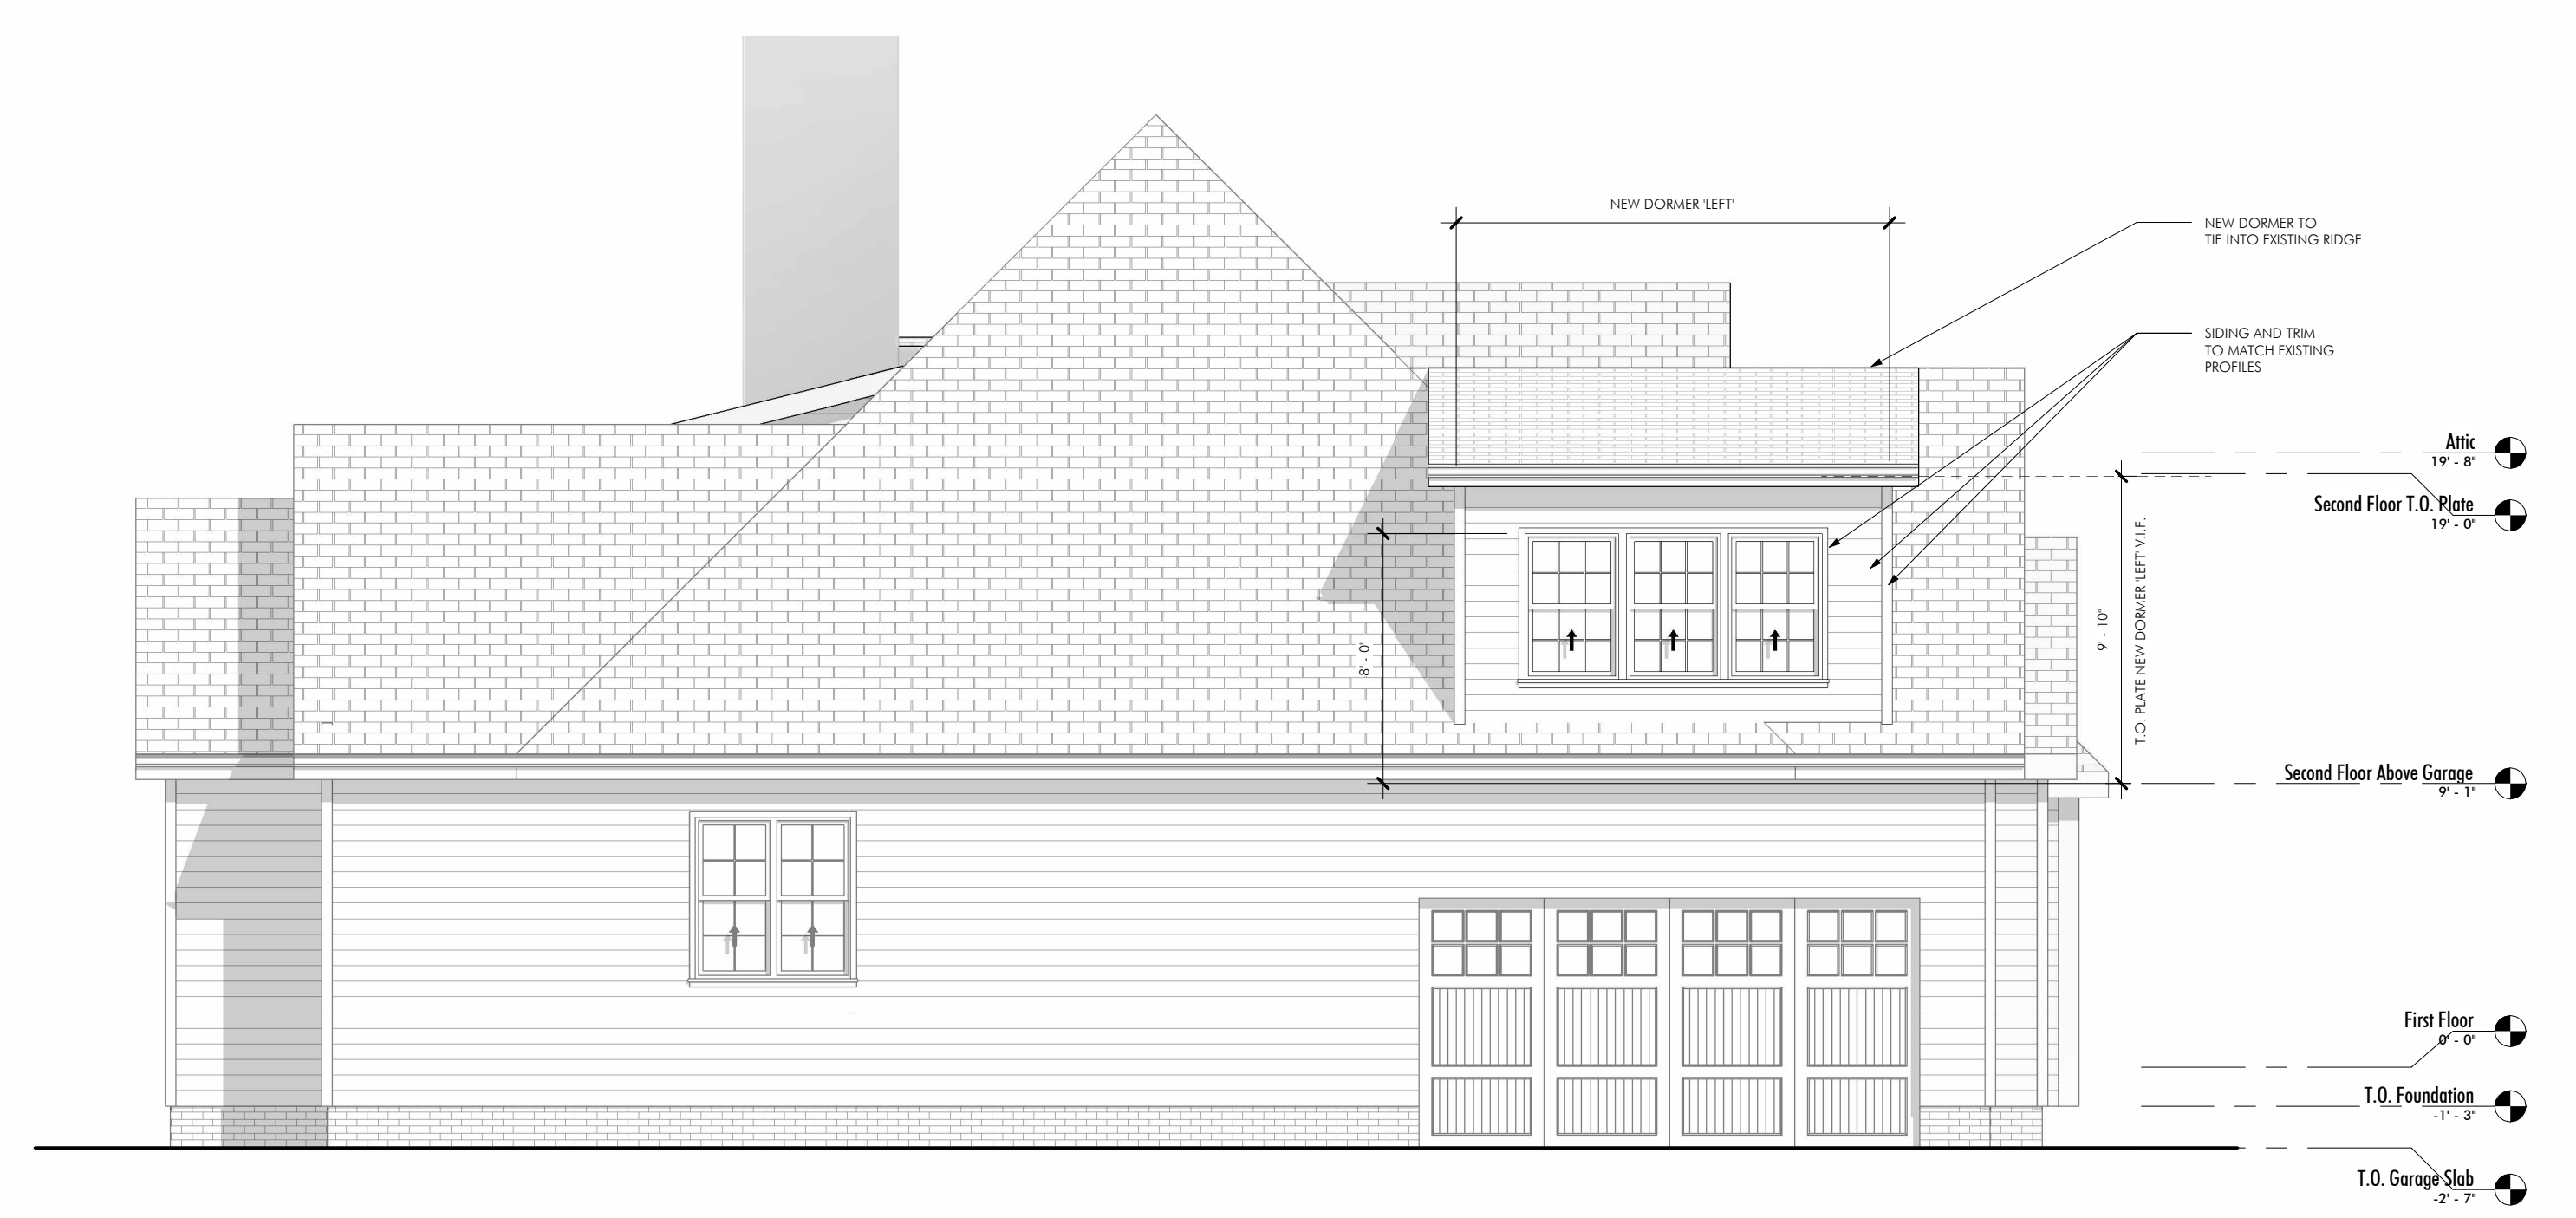 NEW DORMER 'LEFT'
NEW DORMER TO
TIE INTO EXISTING RIDGE
SIDING AND TRIM
TO MATCH EXISTING
PROFILES
Attic
19' - 8"
Second Floor T.O. Plate
19' - 0"
8' - 0"
9' - 10"
T.O. PLATE NEW DORMER 'LEFT' V.I.F.
Second Floor Above Garage
9' - 1"
First Floor
0' - 0"
T.O. Foundation
-1' - 3"
T.O. Garage Slab
-2' - 7"